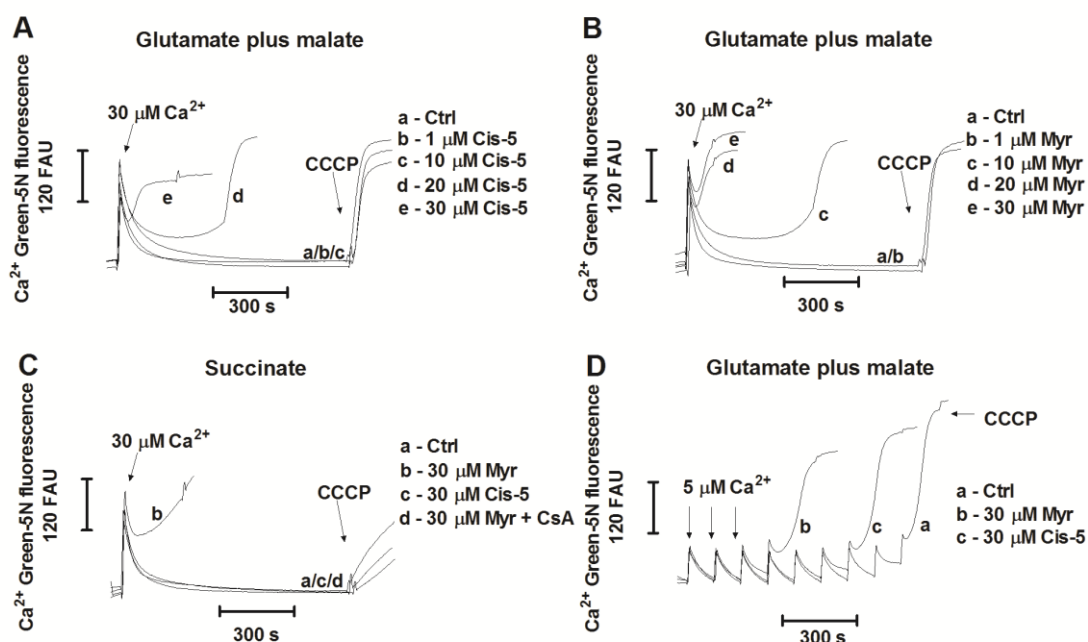 A
Glutamate plus malate
Ca²⁺ Green-5N fluorescence
120 FAU
30 µM Ca²⁺
a - Ctrl
b - 1 µM Cis-5
c - 10 µM Cis-5
d - 20 µM Cis-5
e - 30 µM Cis-5
CCCP
e
d
a/b/c
300 s
B
Glutamate plus malate
Ca²⁺ Green-5N fluorescence
120 FAU
30 µM Ca²⁺
a - Ctrl
b - 1 µM Myr
c - 10 µM Myr
d - 20 µM Myr
e - 30 µM Myr
CCCP
e
d
c
a/b
300 s
C
Succinate
Ca²⁺ Green-5N fluorescence
120 FAU
30 µM Ca²⁺
a - Ctrl
b - 30 µM Myr
c - 30 µM Cis-5
d - 30 µM Myr + CsA
CCCP
b
a/c/d
300 s
D
Glutamate plus malate
Ca²⁺ Green-5N fluorescence
120 FAU
5 µM Ca²⁺
CCCP
a - Ctrl
b - 30 µM Myr
c - 30 µM Cis-5
b
c
a
300 s